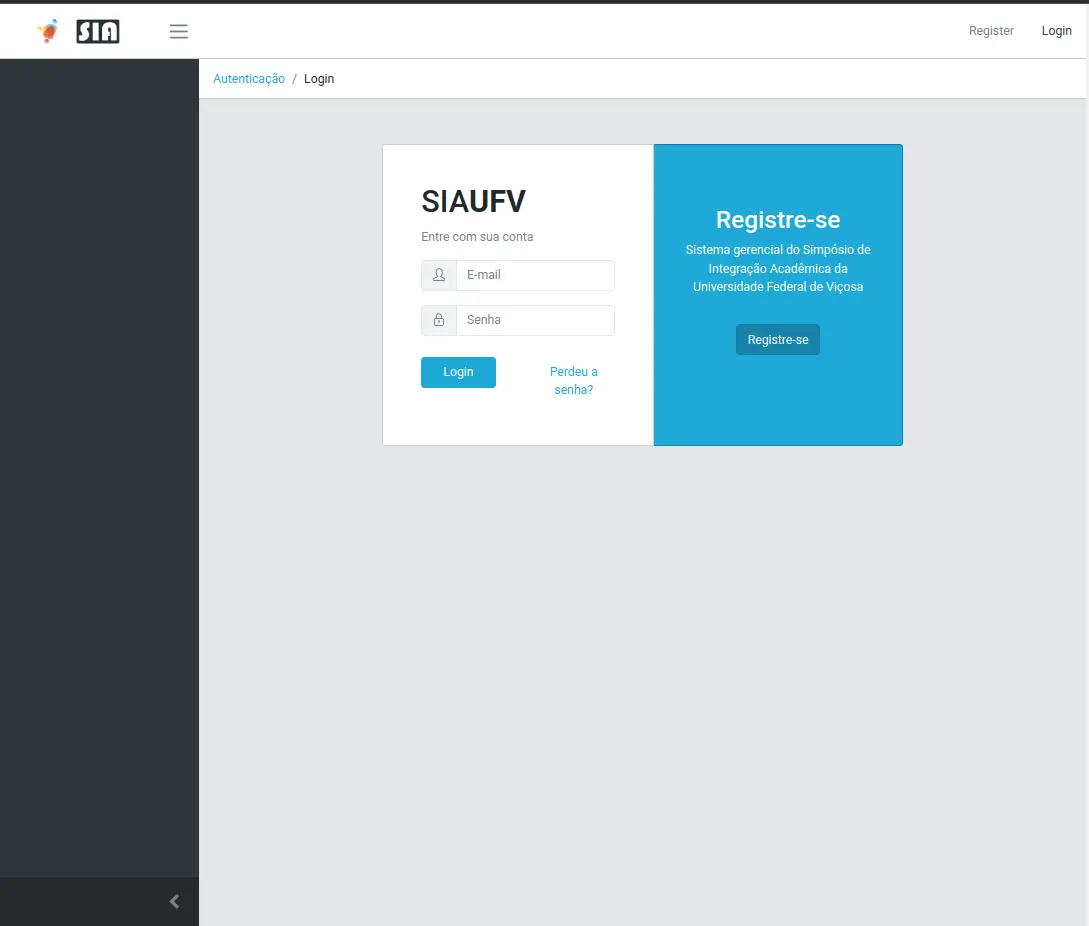 SIA
Register
Login
Autenticação / Login
SIAUFV
Entre com sua conta
E-mail
Senha
Login
Perdeu a
senha?
Registre-se
Sistema gerencial do Simpósio de
Integração Acadêmica da
Universidade Federal de Viçosa
Registre-se